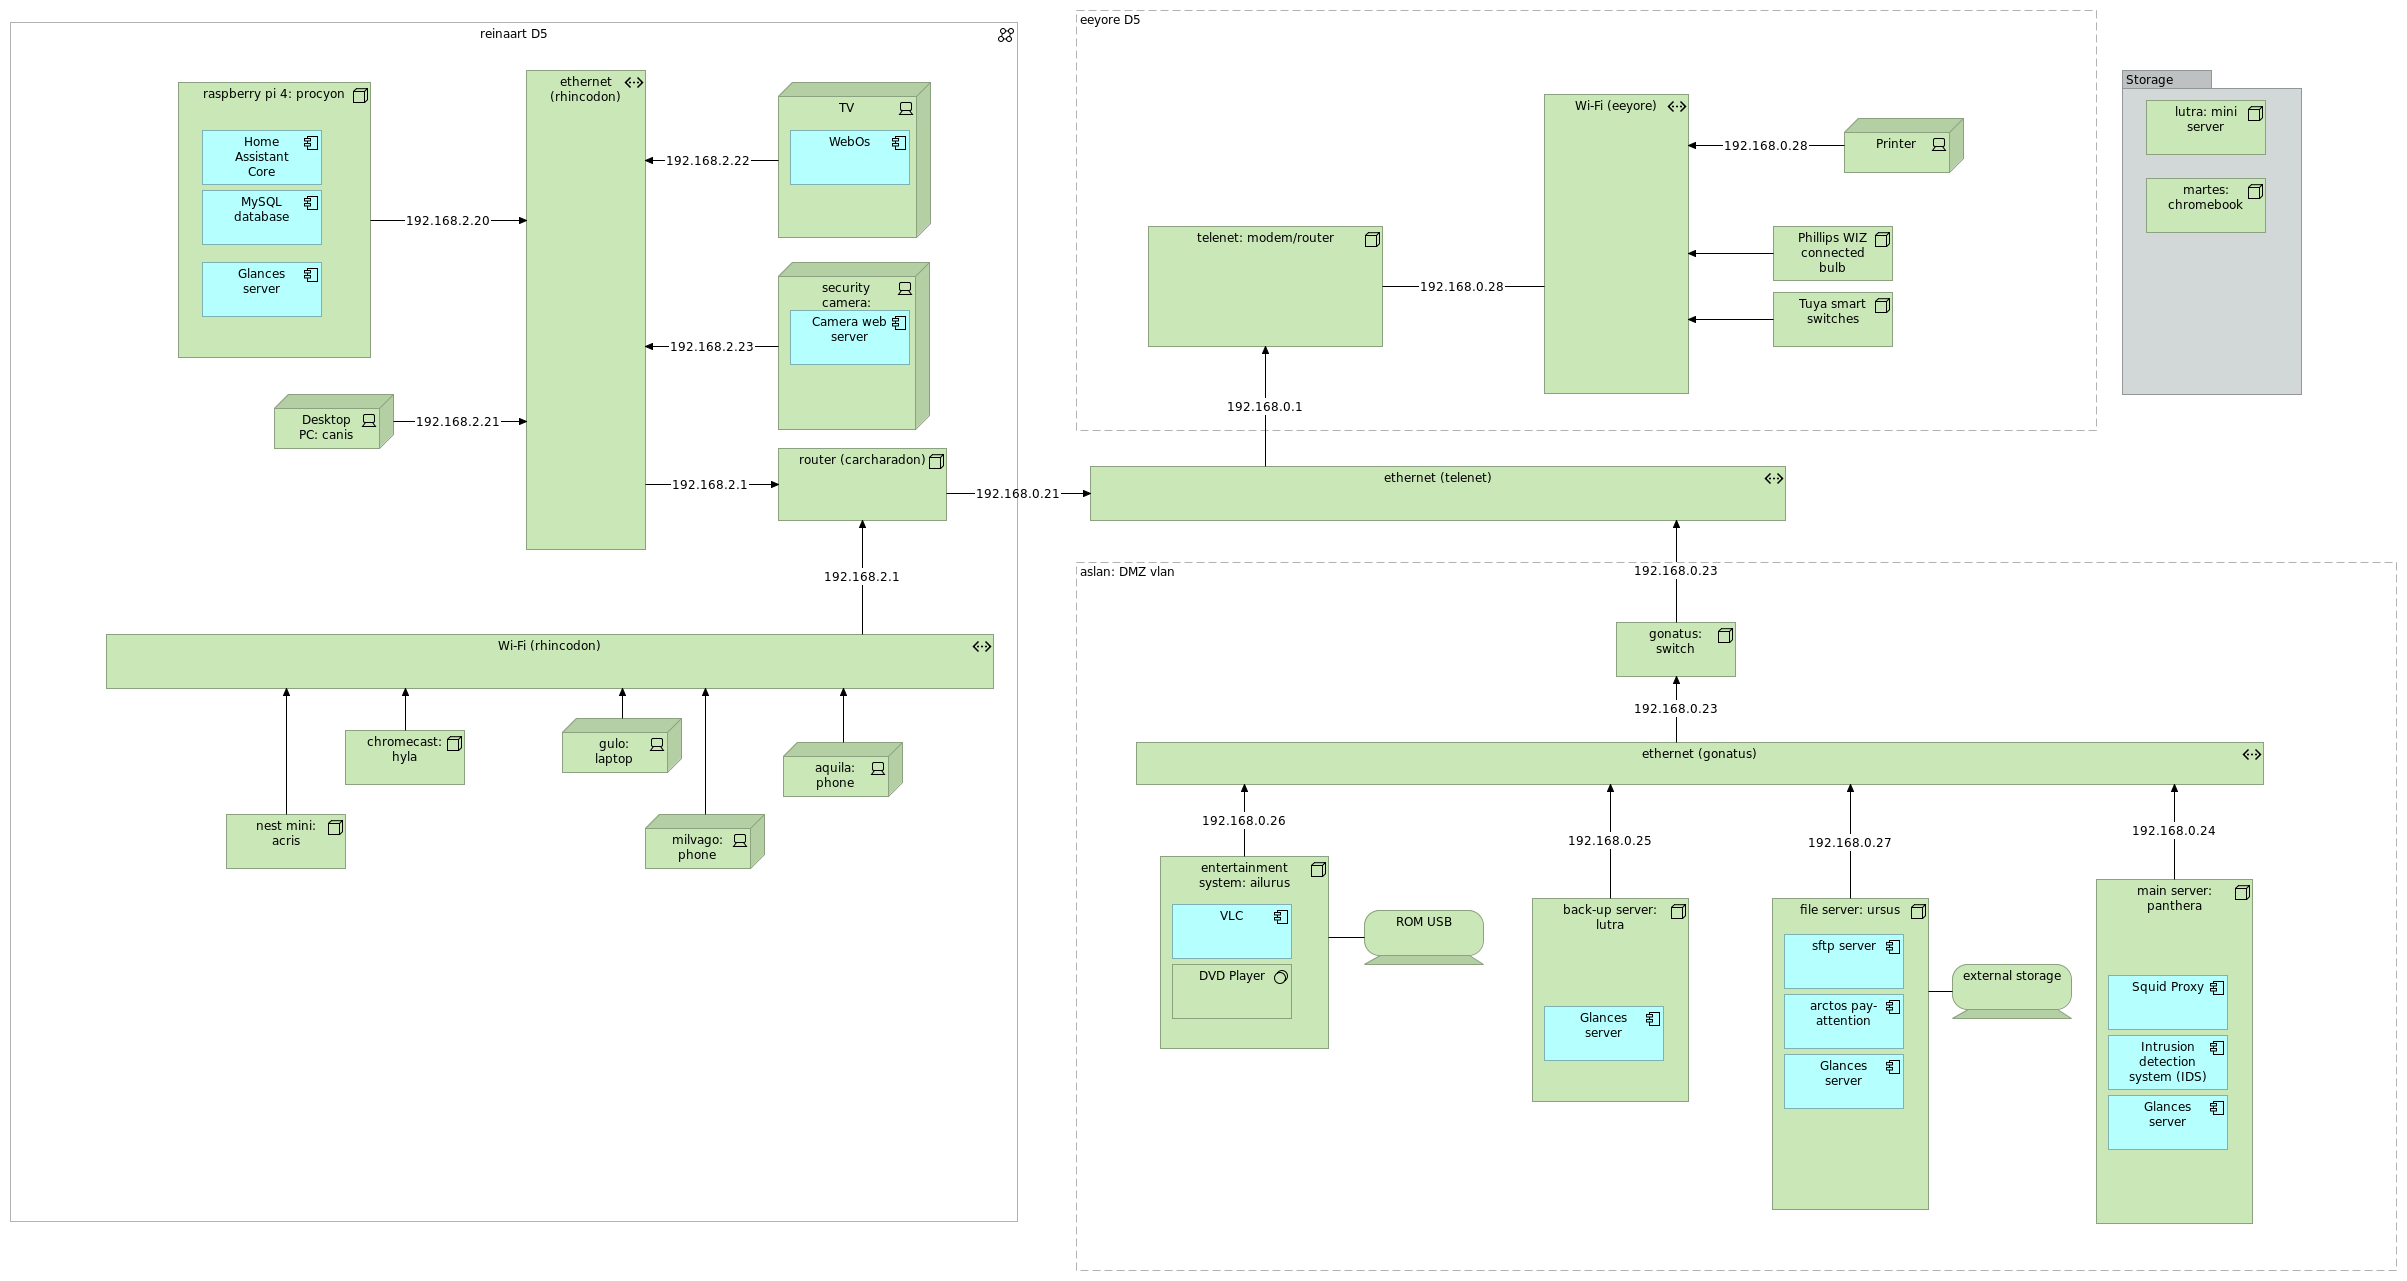 reinaart D5
raspberry pi 4: procyon
Home
Assistant
Core
MySQL
database
Glances
server
192.168.2.20
Desktop
PC: canis
192.168.2.21
ethernet
(rhincodon)
192.168.2.22
TV
WebOs
192.168.2.23
security
camera:
Camera web
server
192.168.2.1
router (carcharadon)
192.168.0.21
192.168.2.1
Wi-Fi (rhincodon)
chromecast:
hyla
nest mini:
acris
gulo:
laptop
milvago:
phone
aquila:
phone
eeyore D5
Wi-Fi (eeyore)
192.168.0.28
Printer
telenet: modem/router
192.168.0.28
Phillips WIZ
connected
bulb
Tuya smart
switches
192.168.0.1
Storage
lutra: mini
server
martes:
chromebook
ethernet (telenet)
aslan: DMZ vlan
192.168.0.23
gonatus:
switch
192.168.0.23
ethernet (gonatus)
192.168.0.26
192.168.0.25
192.168.0.27
192.168.0.24
entertainment
system: ailurus
VLC
DVD Player
ROM USB
back-up server:
lutra
Glances
server
file server: ursus
sftp server
arctos pay-
attention
Glances
server
external storage
main server:
panthera
Squid Proxy
Intrusion
detection
system (IDS)
Glances
server